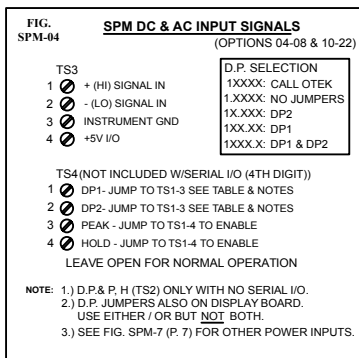 FIG.
SPM-04
SPM DC & AC INPUT SIGNALS
(OPTIONS 04-08 & 10-22)
TS3
1 + (HI) SIGNAL IN
2 - (LO) SIGNAL IN
3 INSTRUMENT GND
4 +5V I/O
D.P. SELECTION
1XXXX: CALL OTEK
1.XXXX: NO JUMPERS
1X.XXX: DP2
1XX.XX: DP1
1XXX.X: DP1 & DP2
TS4(NOT INCLUDED W/SERIAL I/O (4TH DIGIT))
1 DP1- JUMP TO TS1-3 SEE TABLE & NOTES
2 DP2- JUMP TO TS1-3 SEE TABLE & NOTES
3 PEAK - JUMP TO TS1-4 TO ENABLE
4 HOLD - JUMP TO TS1-4 TO ENABLE
LEAVE OPEN FOR NORMAL OPERATION
NOTE: 1.) D.P.& P, H (TS2) ONLY WITH NO SERIAL I/O.
2.) D.P. JUMPERS ALSO ON DISPLAY BOARD.
USE EITHER / OR BUT NOT BOTH.
3.) SEE FIG. SPM-7 (P. 7) FOR OTHER POWER INPUTS.